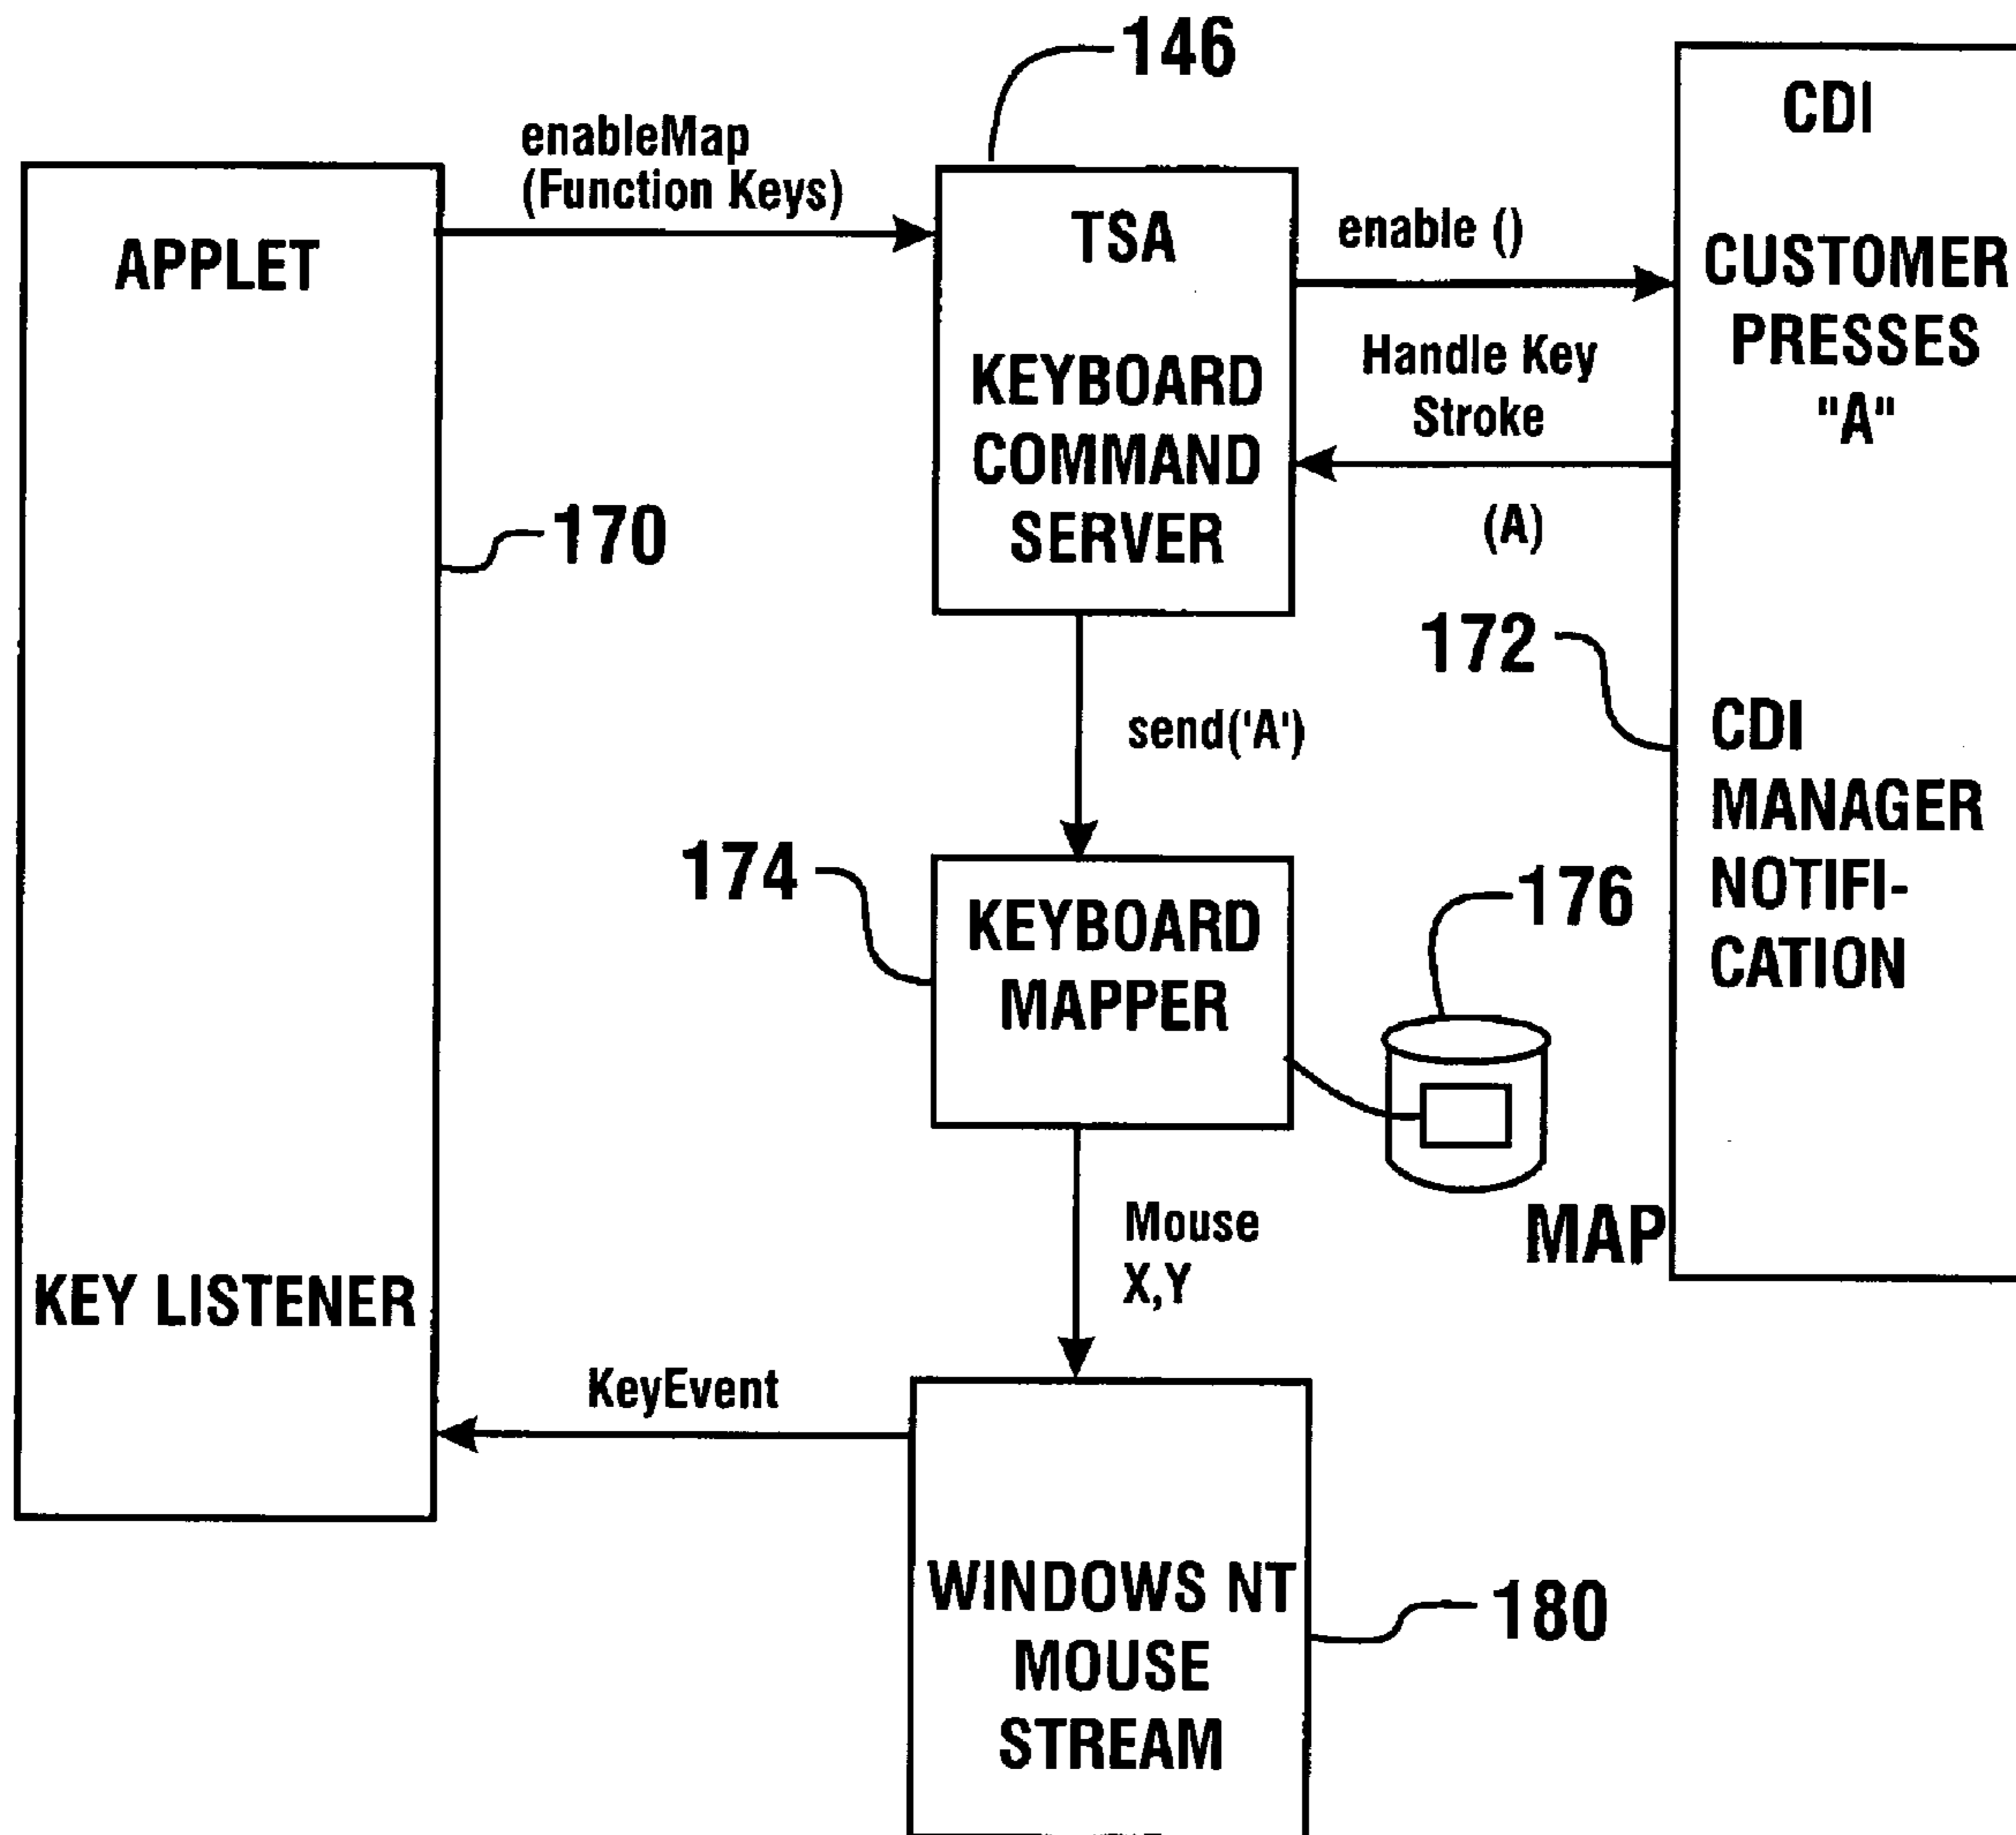 146
CDI
enableMap
(Function Keys)
APPLET
TSA
enable ()
CUSTOMER
PRESSES
"A"
KEYBOARD
COMMAND
SERVER
Handle Key
Stroke
(A)
170
172
send('A')
CDI
MANAGER
NOTIFI-
CATION
174
KEYBOARD
MAPPER
176
MAP
Mouse
X,Y
KEY LISTENER
KeyEvent
WINDOWS NT
MOUSE
STREAM
180